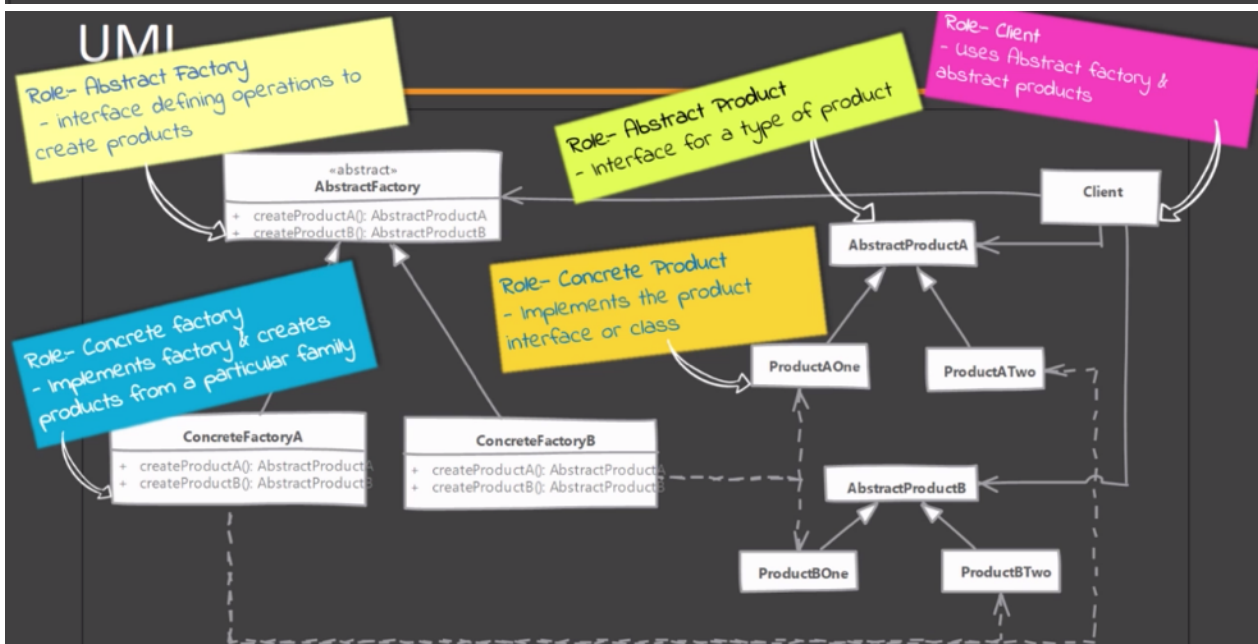 UML
Role:- Abstract Factory
- interface defining operations to
create products
Role:- Abstract Product
- Interface for a type of product
Role:- Client
- Uses Abstract factory &
abstract products
«abstract»
AbstractFactory
+ createProductA(): AbstractProductA
+ createProductB(): AbstractProductB
Client
AbstractProductA
Role:- Concrete Product
- Implements the product
interface or class
Role:- Concrete factory
- Implements factory & creates
products from a particular family
ProductAOne
ProductATwo
ConcreteFactoryA
+ createProductA(): AbstractProductA
+ createProductB(): AbstractProductB
ConcreteFactoryB
+ createProductA(): AbstractProductA
+ createProductB(): AbstractProductB
AbstractProductB
ProductBOne
ProductBTwo